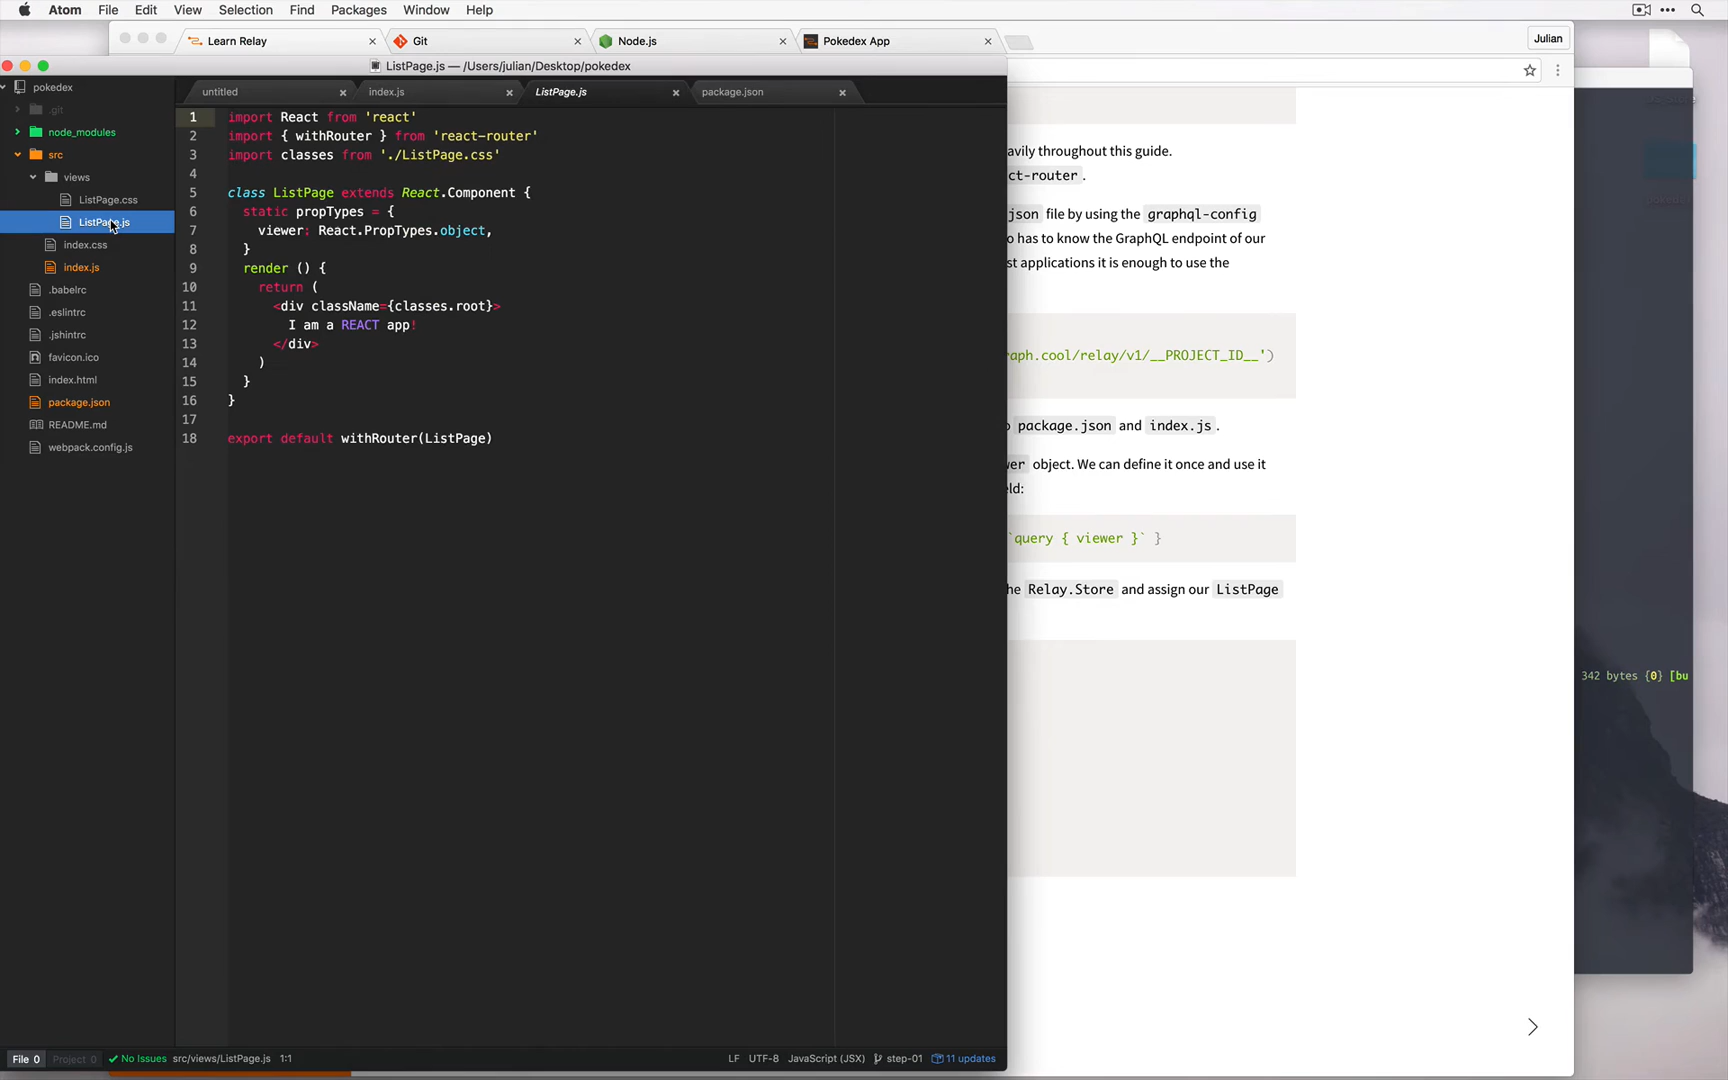 Atom File Edit View Selection Find Packages Window Help
Learn Relay Git Node.js Pokedex App Julian
ListPage.js — /Users/julian/Desktop/pokedex
pokedex
.git
node_modules
src
views
ListPage.css
ListPage.js
index.css
index.js
.babelrc
.eslintrc
.jshintrc
favicon.ico
index.html
package.json
README.md
webpack.config.js
untitled index.js ListPage.js package.json
1 import React from 'react'
2 import { withRouter } from 'react-router'
3 import classes from './ListPage.css'
4
5 class ListPage extends React.Component {
6 static propTypes = {
7 viewer: React.PropTypes.object,
8 }
9 render () {
10 return (
11 <div className={classes.root}>
12 I am a REACT app!
13 </div>
14 )
15 }
16 }
17
18 export default withRouter(ListPage)
avily throughout this guide.
ct-router .
json file by using the graphql-config
o has to know the GraphQL endpoint of our
st applications it is enough to use the
raph.cool/relay/v1/__PROJECT_ID__')
package.json and index.js .
wer object. We can define it once and use it
eld:
`query { viewer }` }
he Relay.Store and assign our ListPage
342 bytes {0} [bu
File 0 Project 0 No Issues src/views/ListPage.js 1:1 LF UTF-8 JavaScript (JSX) step-01 11 updates